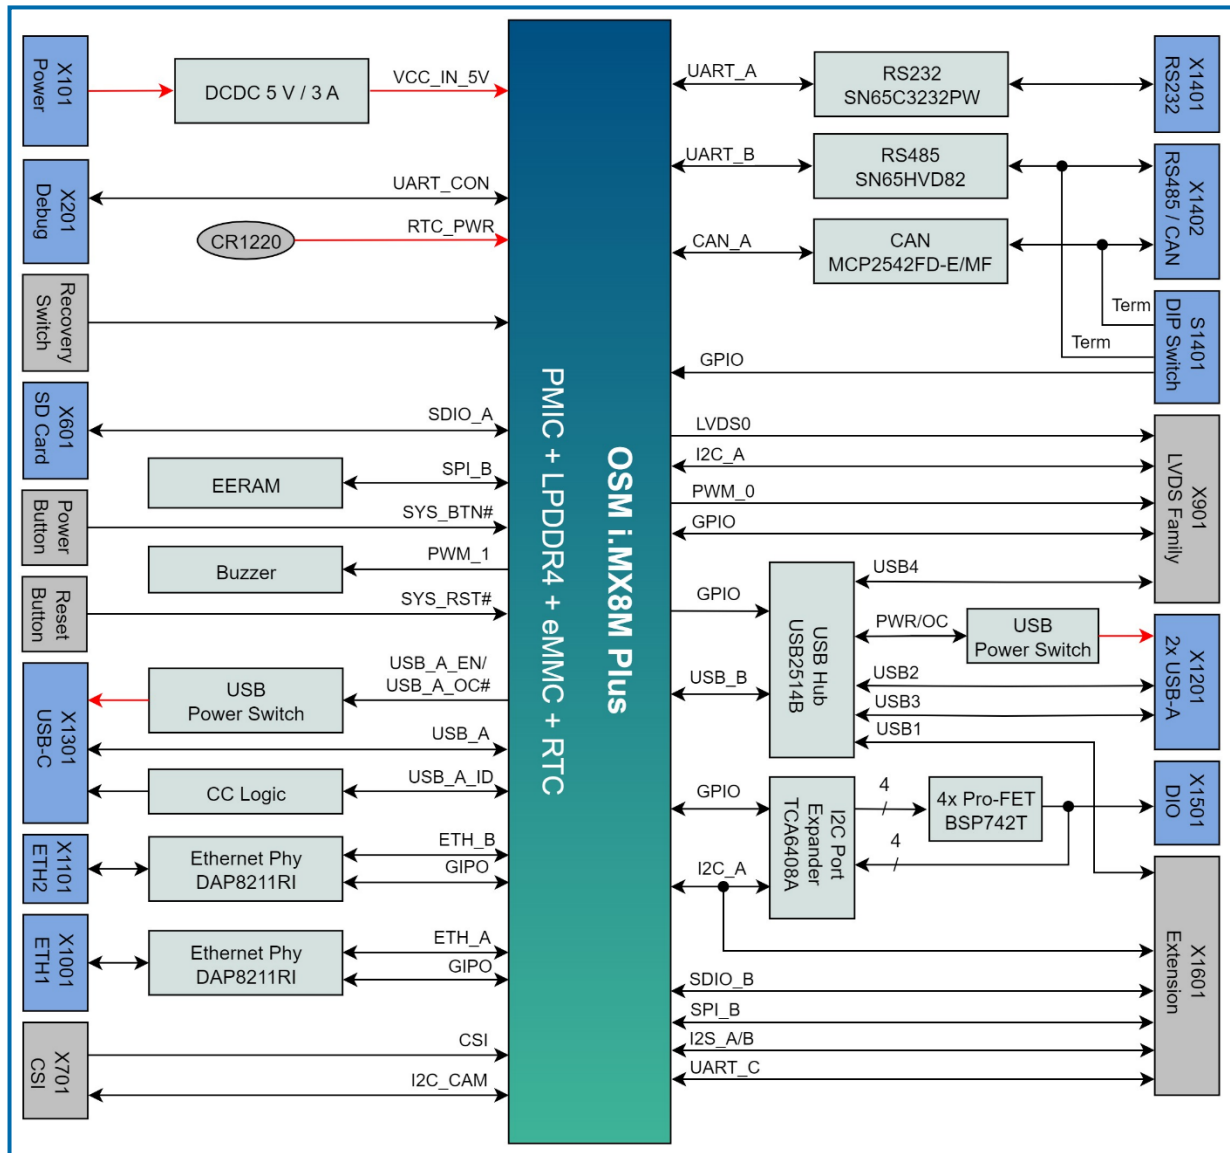 X101
Power
DCDC 5 V / 3 A
VCC_IN_5V
X201
Debug
UART_CON
CR1220
RTC_PWR
Recovery
Switch
X601
SD Card
SDIO_A
EERAM
SPI_B
Power
Button
SYS_BTN#
Buzzer
PWM_1
Reset
Button
SYS_RST#
X1301
USB-C
USB
Power Switch
USB_A_EN/
USB_A_OC#
USB_A
CC Logic
USB_A_ID
X1101
ETH2
Ethernet Phy
DAP8211RI
ETH_B
GIPO
X1001
ETH1
Ethernet Phy
DAP8211RI
ETH_A
GIPO
X701
CSI
CSI
I2C_CAM
OSM i.MX8M Plus
PMIC + LPDDR4 + eMMC + RTC
UART_A
RS232
SN65C3232PW
X1401
RS232
UART_B
RS485
SN65HVD82
X1402
RS485 / CAN
CAN_A
CAN
MCP2542FD-E/MF
Term
Term
S1401
DIP Switch
GPIO
LVDS0
I2C_A
PWM_0
GPIO
X901
LVDS Family
GPIO
USB_B
USB Hub
USB2514B
USB4
PWR/OC
USB
Power Switch
USB2
USB3
USB1
X1201
2x USB-A
GPIO
I2C_A
I2C Port
Expander
TCA6408A
4
4
4x Pro-FET
BSP742T
X1501
DIO
X1601
Extension
SDIO_B
SPI_B
I2S_A/B
UART_C